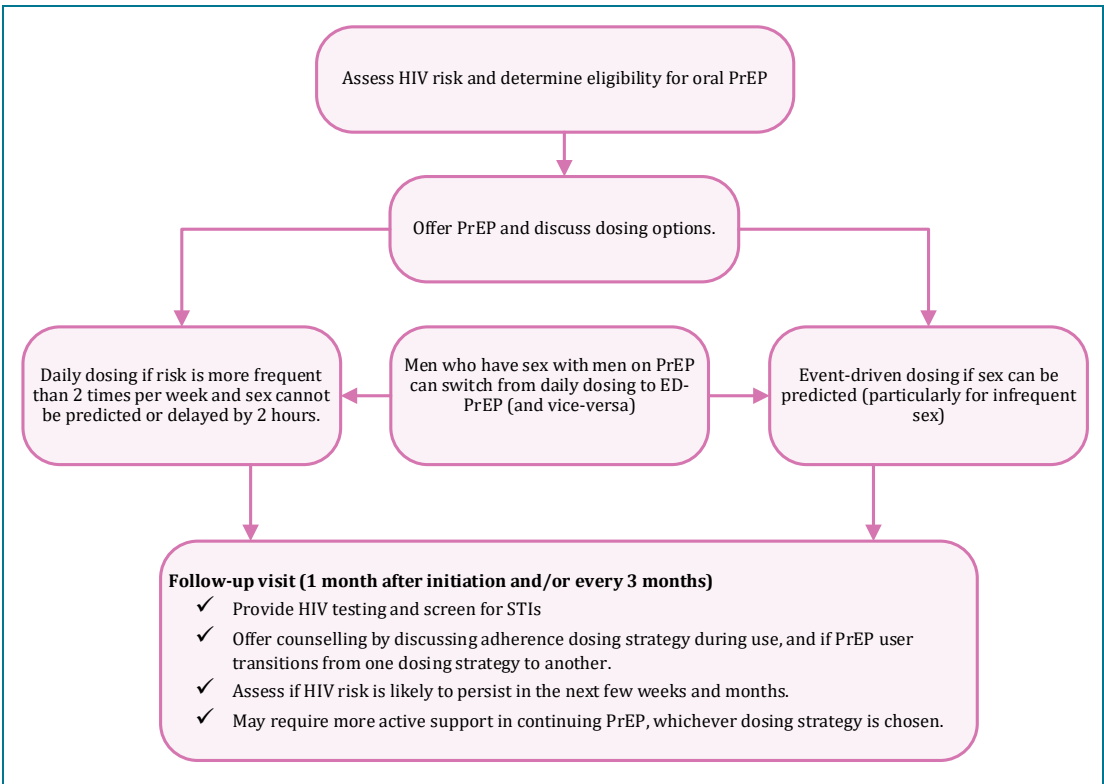 Assess HIV risk and determine eligibility for oral PrEP
Offer PrEP and discuss dosing options.
Daily dosing if risk is more frequent
than 2 times per week and sex cannot
be predicted or delayed by 2 hours.
Men who have sex with men on PrEP
can switch from daily dosing to ED-
PrEP (and vice-versa)
Event-driven dosing if sex can be
predicted (particularly for infrequent
sex)
Follow-up visit (1 month after initiation and/or every 3 months)
✓ Provide HIV testing and screen for STIs
✓ Offer counselling by discussing adherence dosing strategy during use, and if PrEP user
transitions from one dosing strategy to another.
✓ Assess if HIV risk is likely to persist in the next few weeks and months.
✓ May require more active support in continuing PrEP, whichever dosing strategy is chosen.